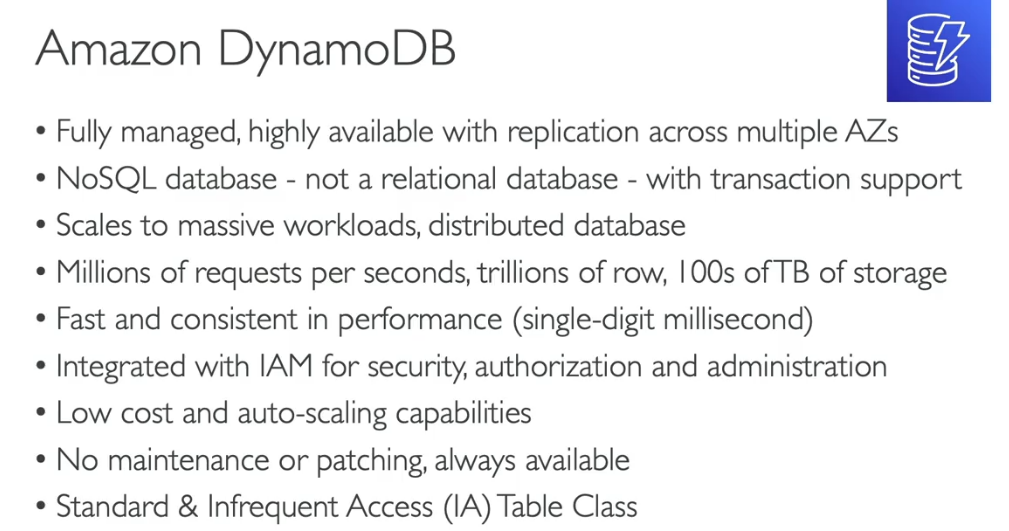 Amazon DynamoDB
• Fully managed, highly available with replication across multiple AZs
• NoSQL database - not a relational database - with transaction support
• Scales to massive workloads, distributed database
• Millions of requests per seconds, trillions of row, 100s of TB of storage
• Fast and consistent in performance (single-digit millisecond)
• Integrated with IAM for security, authorization and administration
• Low cost and auto-scaling capabilities
• No maintenance or patching, always available
• Standard & Infrequent Access (IA) Table Class